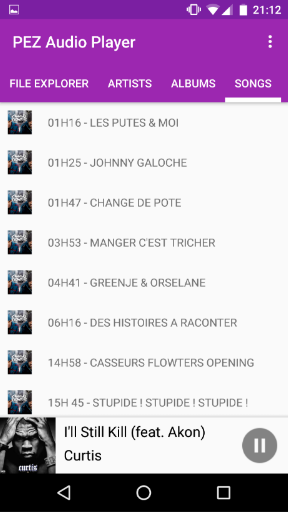 21:12
PEZ Audio Player
FILE EXPLORER ARTISTS ALBUMS SONGS
01H16 - LES PUTES & MOI
01H25 - JOHNNY GALOCHE
01H47 - CHANGE DE POTE
03H53 - MANGER C'EST TRICHER
04H41 - GREENJE & ORSELANE
06H16 - DES HISTOIRES A RACONTER
14H58 - CASSEURS FLOWTERS OPENING
15H 45 - STUPIDE ! STUPIDE ! STUPIDE !
I'll Still Kill (feat. Akon)
Curtis
curtis